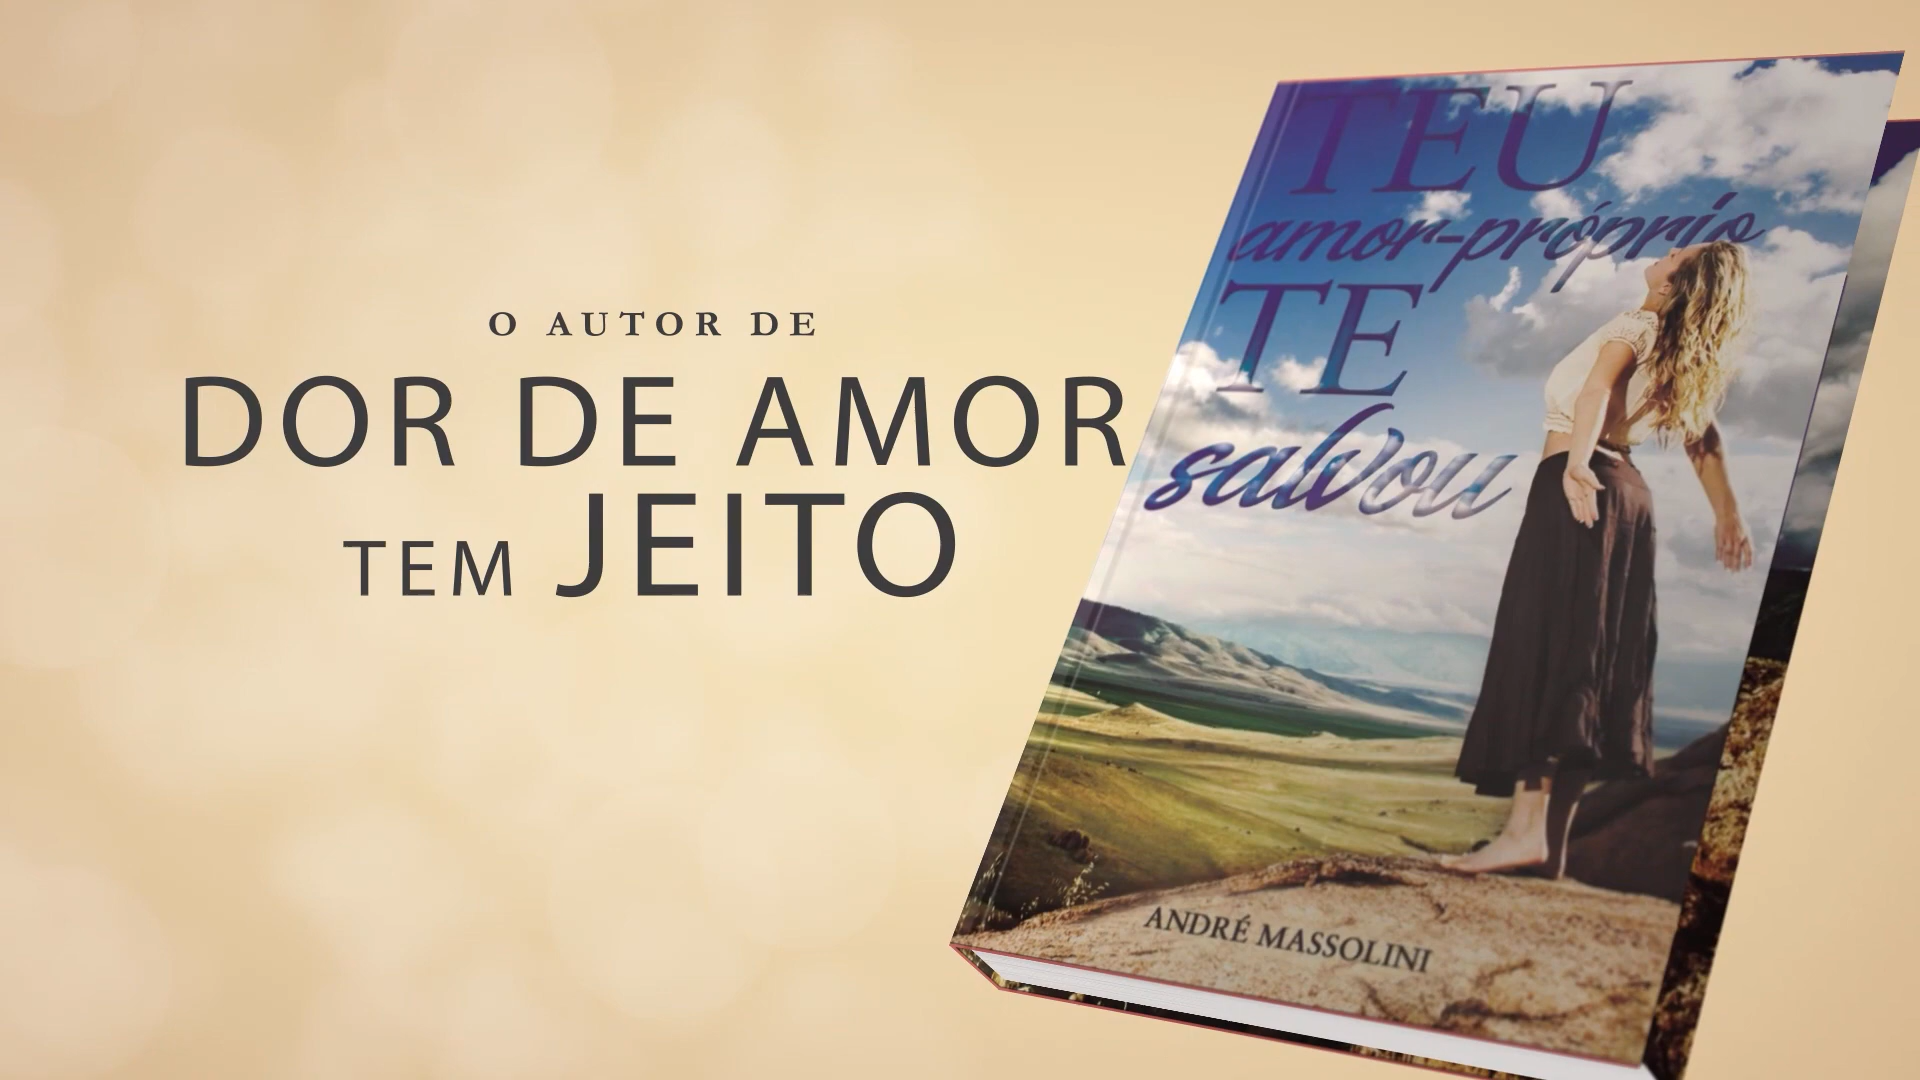 O AUTOR DE
DOR DE AMOR
TEM JEITO
TEU
amor-próprio
TE
salvou
ANDRÉ MASSOLINI